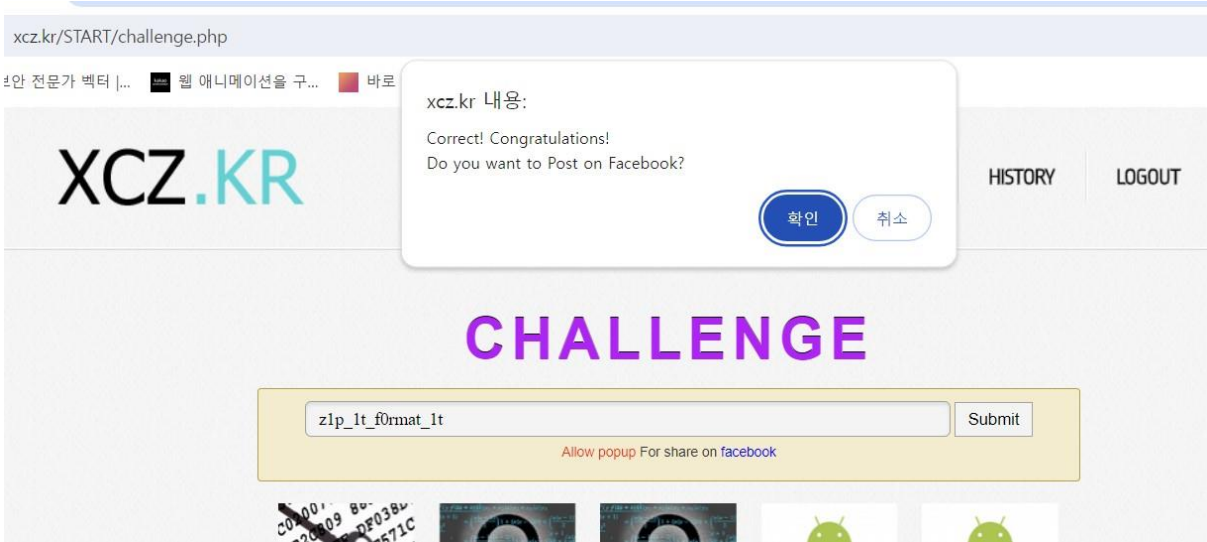 xcz.kr/START/challenge.php
보안 전문가 벡터 |... 웹 애니메이션을 구... 바로
xcz.kr 내용:
Correct! Congratulations!
Do you want to Post on Facebook?
확인 취소
XCZ.KR HISTORY LOGOUT
CHALLENGE
z1p_1t_f0rmat_1t Submit
Allow popup For share on facebook